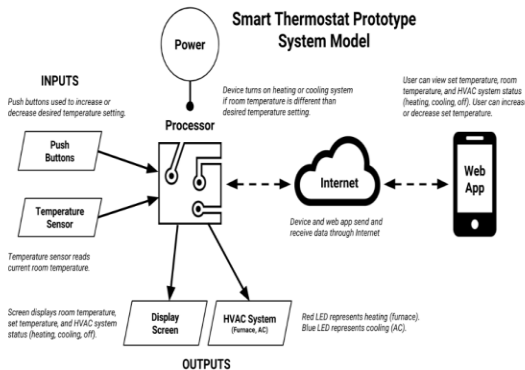 Smart Thermostat Prototype
System Model
Power
INPUTS
Push buttons used to increase or
decrease desired temperature setting.
Device turns on heating or cooling system
if room temperature is different than
desired temperature setting.
User can view set temperature, room
temperature, and HVAC system status
(heating, cooling, off). User can increas
or decrease set temperature.
Processor
Push
Buttons
Temperature
Sensor
Internet
Web
App
Device and web app send and
receive data through Internet
Temperature sensor reads
current room temperature.
Screen displays room temperature,
set temperature, and HVAC system
status (heating, cooling, off).
Display
Screen
HVAC System
(Furnace, AC)
Red LED represents heating (furnace).
Blue LED represents cooling (AC).
OUTPUTS